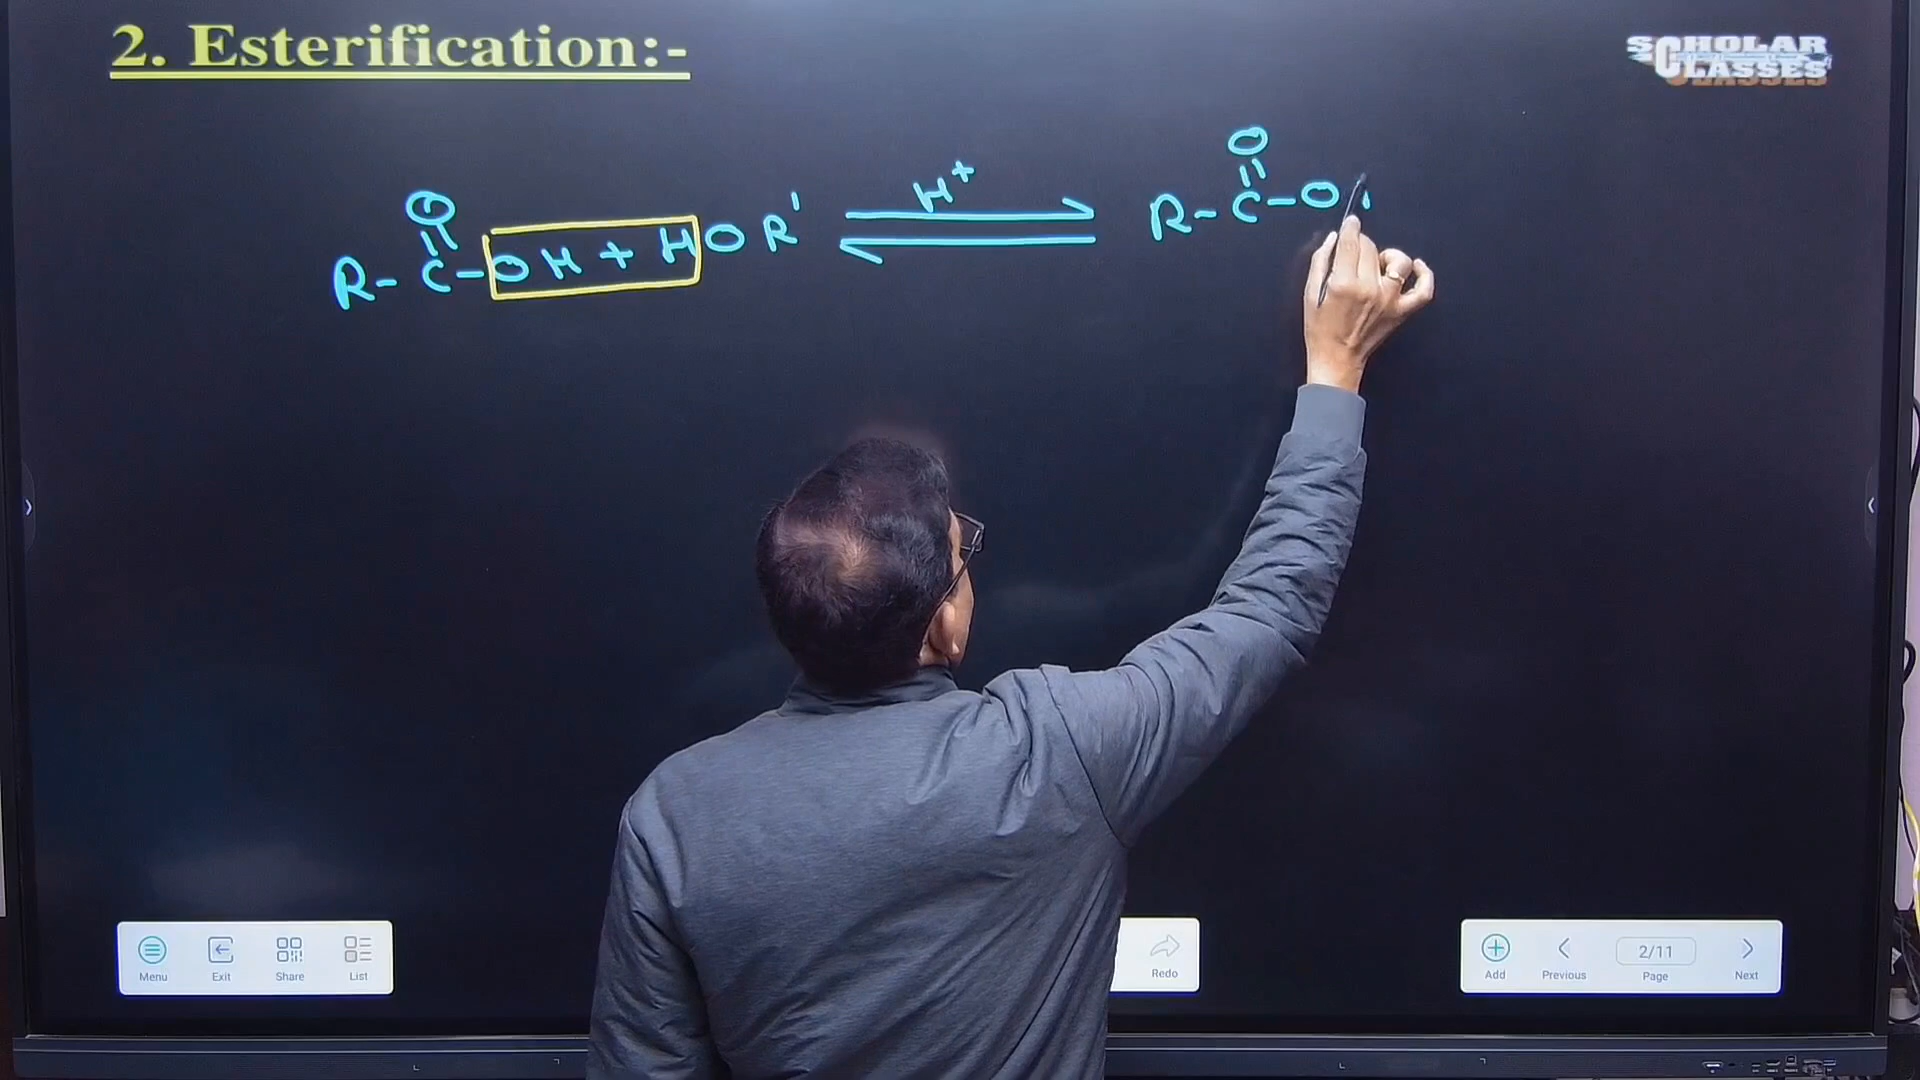 2. Esterification:-
SCHOLAR
CLASSES
O O
|| H+ ||
R-C-OH + HOR' ⇌ R-C-O
Menu Exit Share List Redo Add Previous 2/11 Next
Page